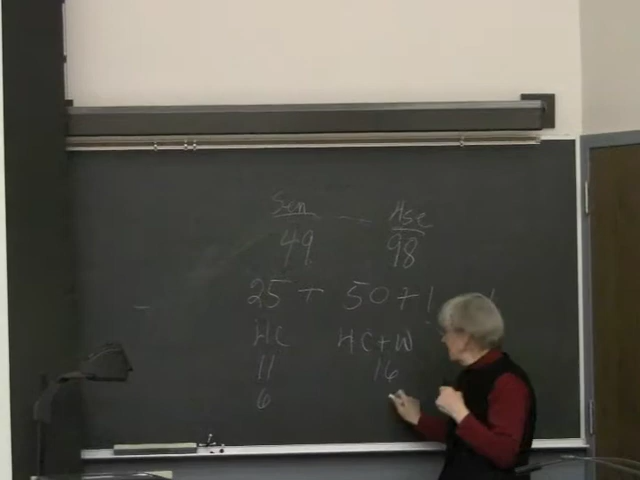 Sen — Hse
49 98
25 + 50+1
HC HC+W
11 16
6